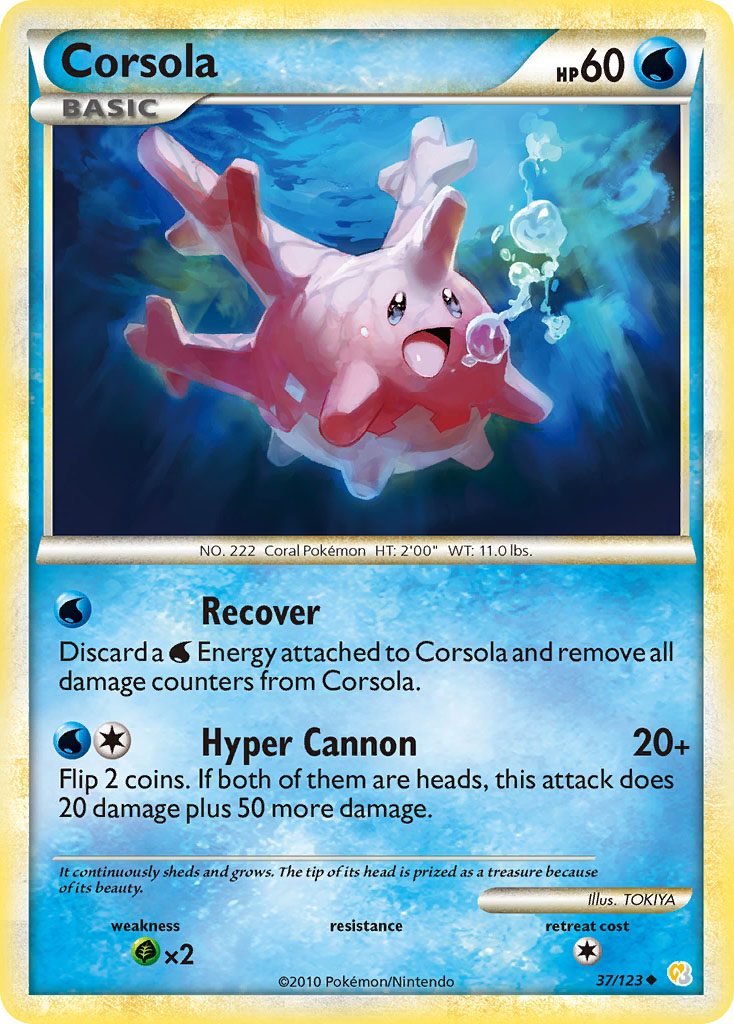 Corsola
HP60
BASIC
NO. 222 Coral Pokémon HT: 2'00" WT: 11.0 lbs.
Recover
Discard a Energy attached to Corsola and remove all
damage counters from Corsola.
Hyper Cannon 20+
Flip 2 coins. If both of them are heads, this attack does
20 damage plus 50 more damage.
It continuously sheds and grows. The tip of its head is prized as a treasure because
of its beauty.
Illus. TOKIYA
weakness resistance retreat cost
×2
©2010 Pokémon/Nintendo 37/123